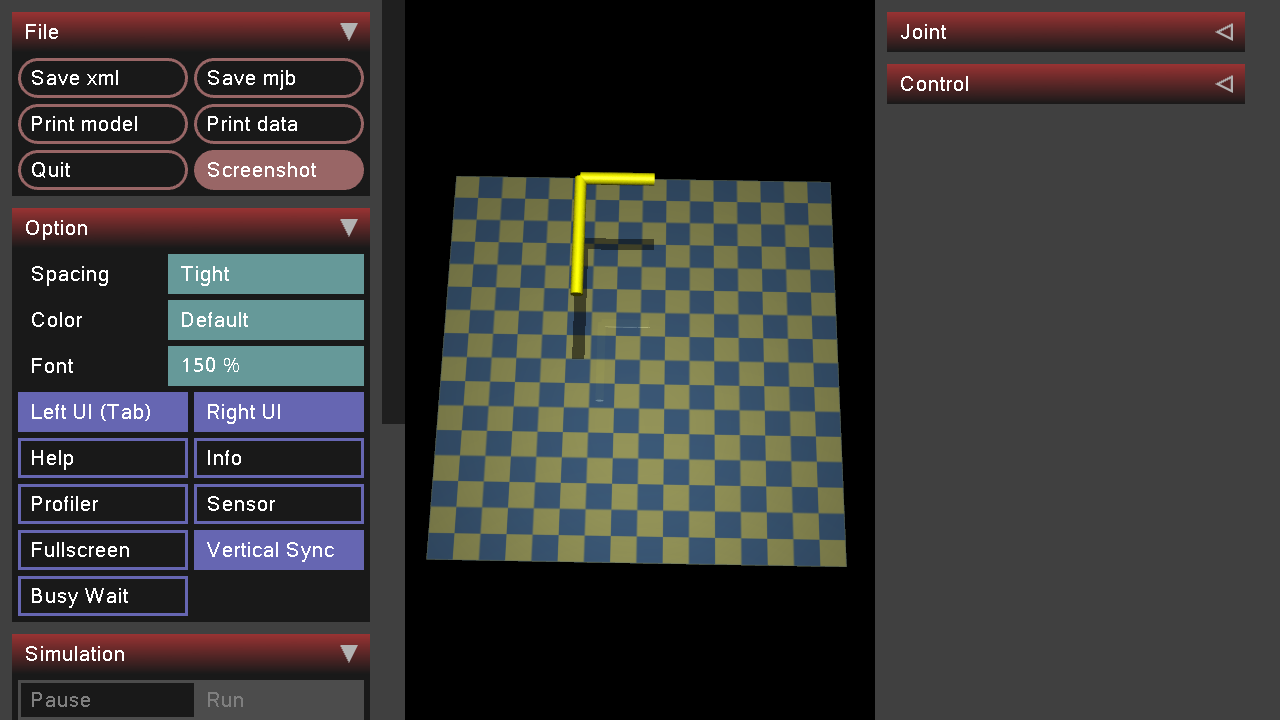 File
Save xml
Save mjb
Print model
Print data
Quit
Screenshot
Option
Spacing
Tight
Color
Default
Font
150 %
Left UI (Tab)
Right UI
Help
Info
Profiler
Sensor
Fullscreen
Vertical Sync
Busy Wait
Simulation
Pause
Run
Joint
Control